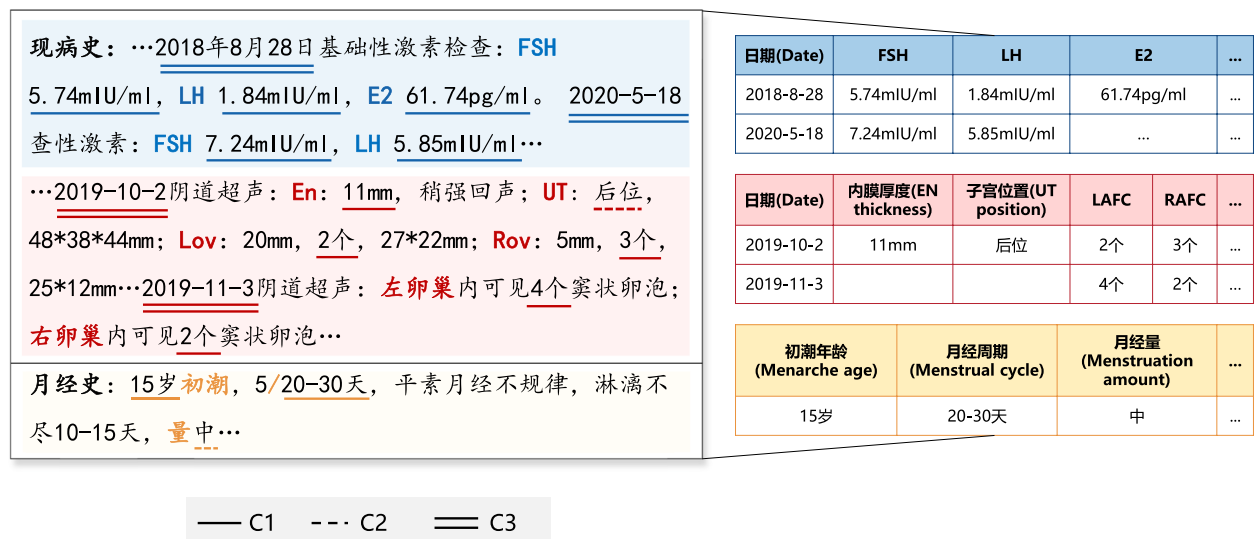 现病史：…2018年8月28日基础性激素检查：FSH
5.74mIU/ml，LH 1.84mIU/ml，E2 61.74pg/ml。 2020-5-18
查性激素：FSH 7.24mIU/ml，LH 5.85mIU/ml…
…2019-10-2阴道超声：En：11mm，稍强回声；UT：后位，
48*38*44mm；Lov：20mm，2个，27*22mm；Rov：5mm，3个，
25*12mm…2019-11-3阴道超声：左卵巢内可见4个窦状卵泡；
右卵巢内可见2个窦状卵泡…
月经史：15岁初潮，5/20-30天，平素月经不规律，淋漓不
尽10-15天，量中…
日期(Date) FSH LH E2 ...
2018-8-28 5.74mIU/ml 1.84mIU/ml 61.74pg/ml ...
2020-5-18 7.24mIU/ml 5.85mIU/ml ... ...
日期(Date) 内膜厚度(EN thickness) 子宫位置(UT position) LAFC RAFC ...
2019-10-2 11mm 后位 2个 3个 ...
2019-11-3 4个 2个 ...
初潮年龄 (Menarche age) 月经周期 (Menstrual cycle) 月经量 (Menstruation amount) ...
15岁 20-30天 中 ...
C1 C2 C3